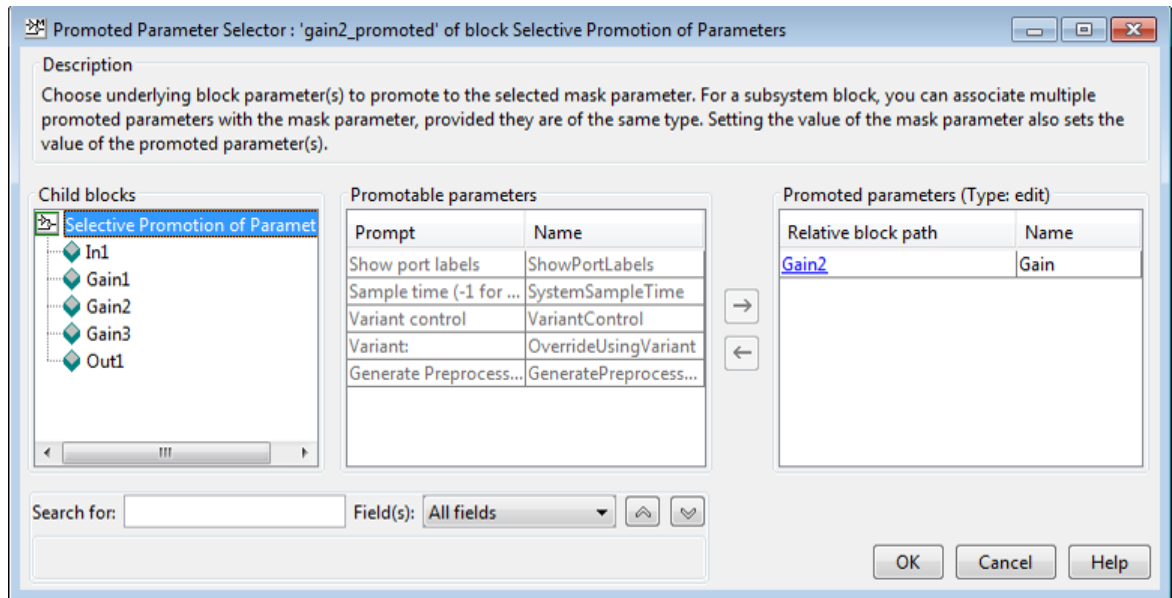 Promoted Parameter Selector : 'gain2_promoted' of block Selective Promotion of Parameters
Description
Choose underlying block parameter(s) to promote to the selected mask parameter. For a subsystem block, you can associate multiple
promoted parameters with the mask parameter, provided they are of the same type. Setting the value of the mask parameter also sets the
value of the promoted parameter(s).
Child blocks
Selective Promotion of Paramet
In1
Gain1
Gain2
Gain3
Out1
Promotable parameters
Prompt Name
Show port labels ShowPortLabels
Sample time (-1 for ... SystemSampleTime
Variant control VariantControl
Variant: OverrideUsingVariant
Generate Preprocess... GeneratePreprocess...
Promoted parameters (Type: edit)
Relative block path Name
Gain2 Gain
Search for: Field(s): All fields
OK Cancel Help